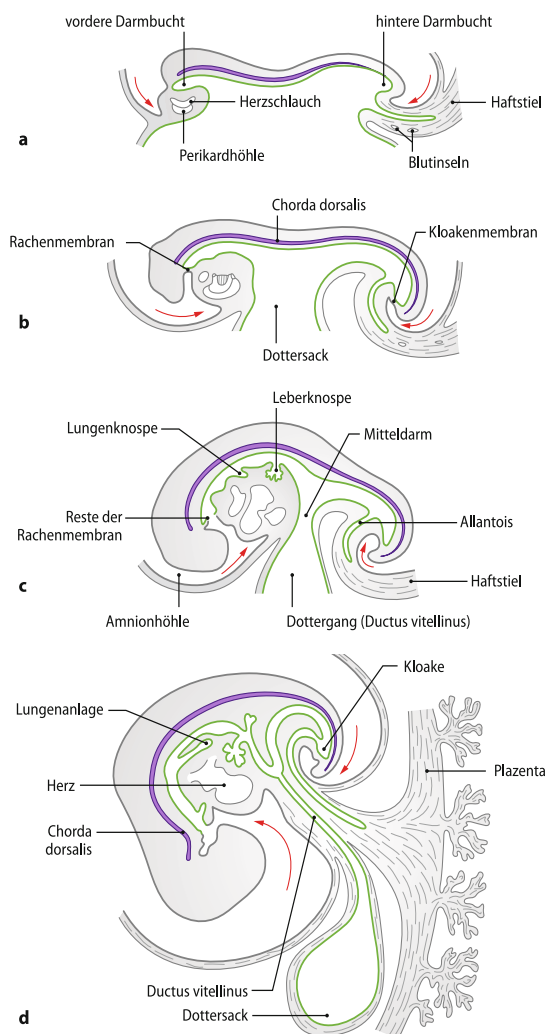 vordere Darmbucht
hintere Darmbucht
Herzschlauch
Haftstiel
Perikardhöhle
Blutinseln
a
Chorda dorsalis
Rachenmembran
Kloakenmembran
b
Dottersack
Leberknospe
Lungenknospe
Mitteldarm
Reste der
Rachenmembran
Allantois
c
Haftstiel
Amnionhöhle
Dottergang (Ductus vitellinus)
Kloake
Lungenanlage
Plazenta
Herz
Chorda
dorsalis
Ductus vitellinus
Dottersack
d